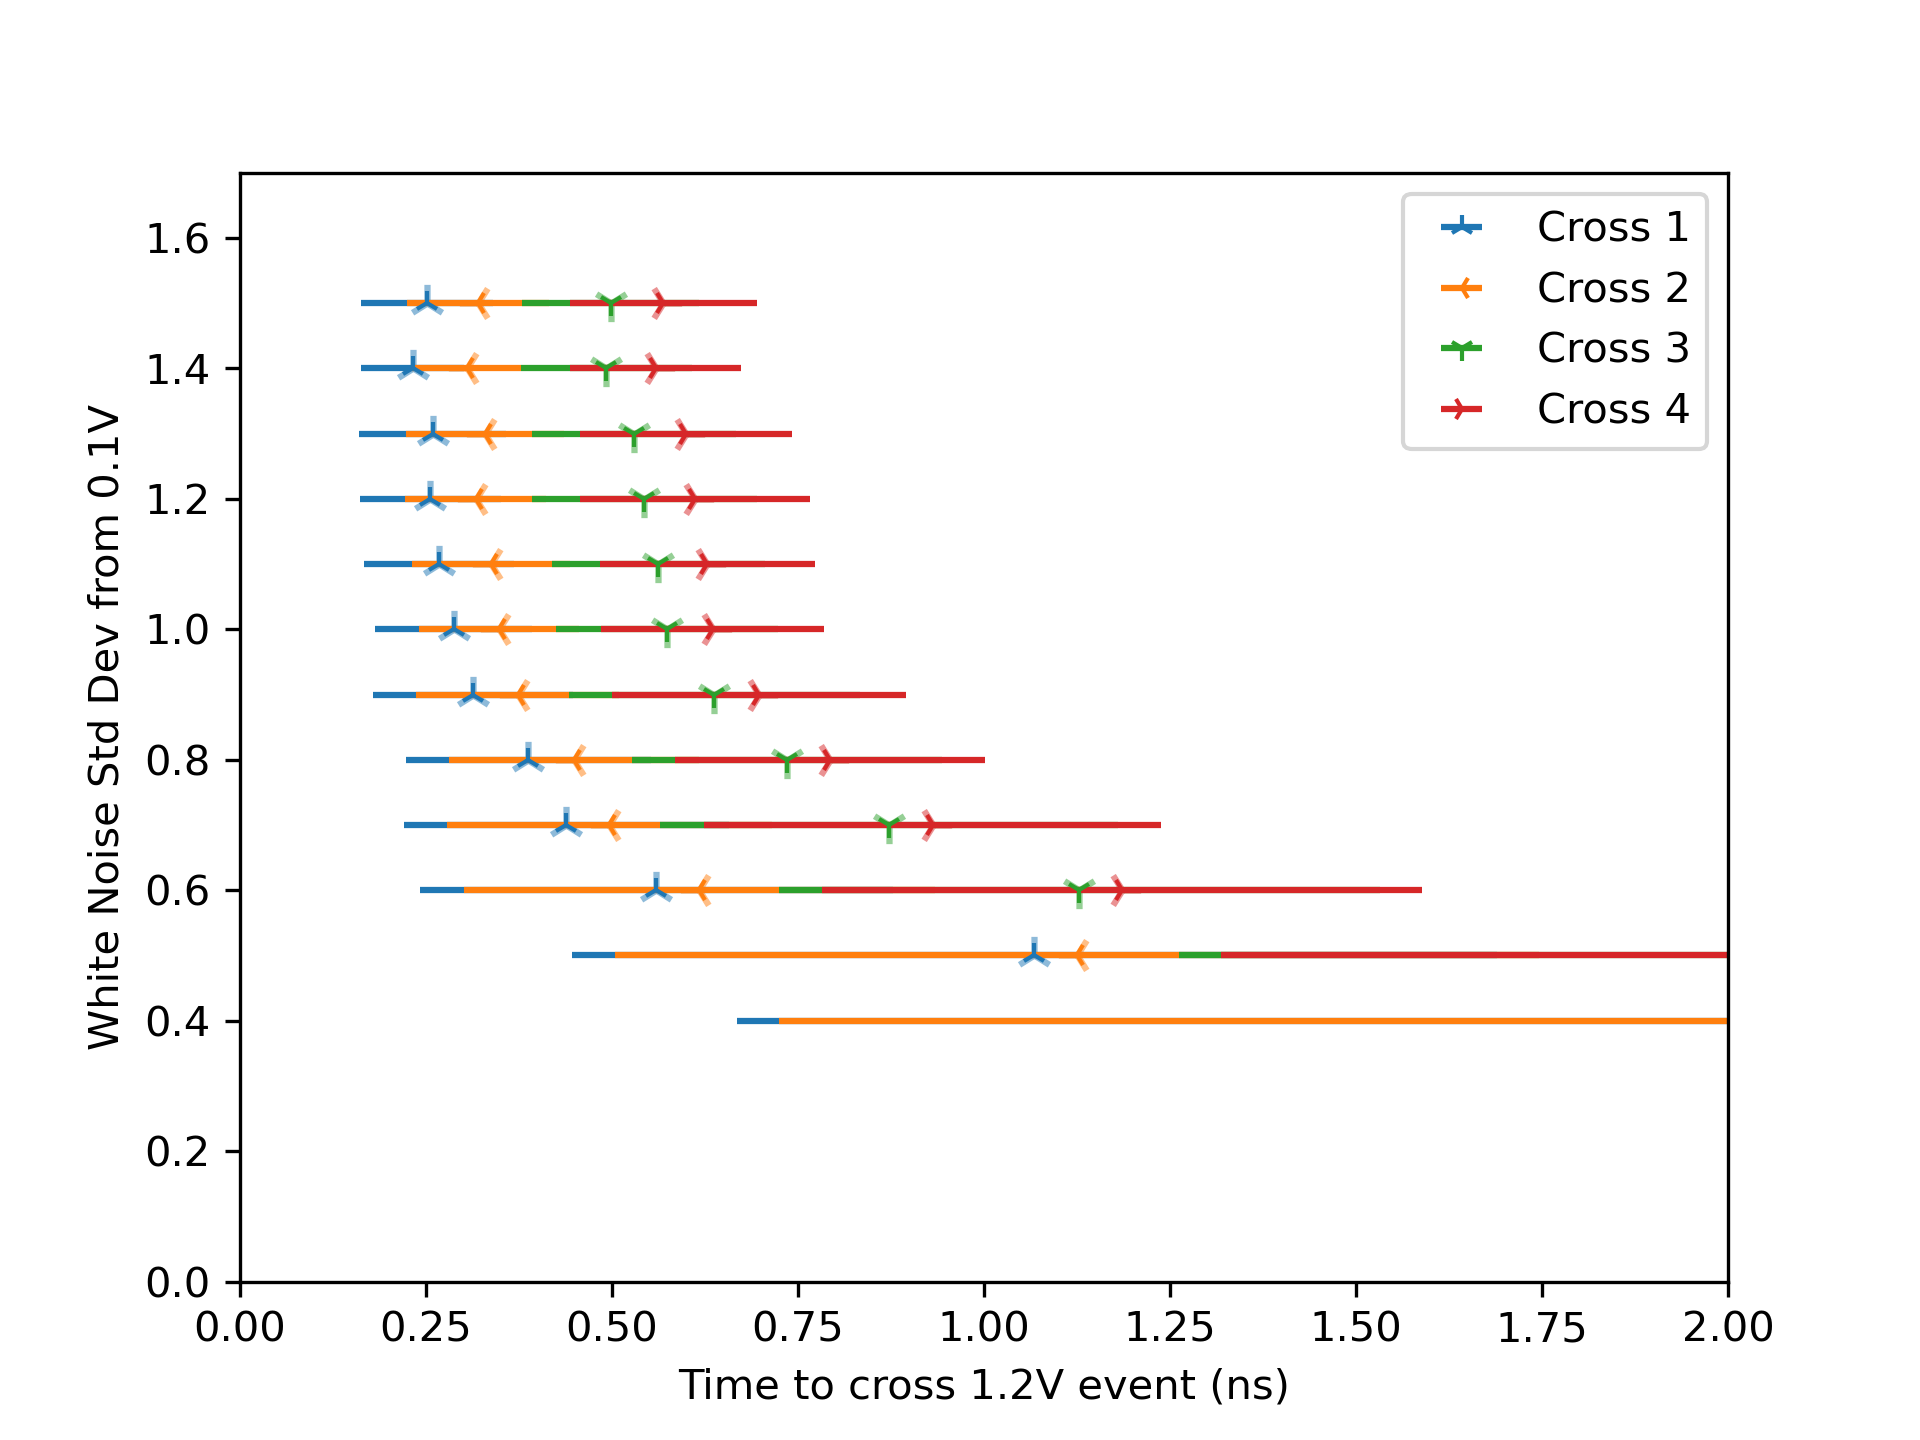 Cross 1
Cross 2
Cross 3
Cross 4
1.6
1.4
1.2
1.0
0.8
0.6
0.4
0.2
0.0
White Noise Std Dev from 0.1V
0.00 0.25 0.50 0.75 1.00 1.25 1.50 1.75 2.00
Time to cross 1.2V event (ns)